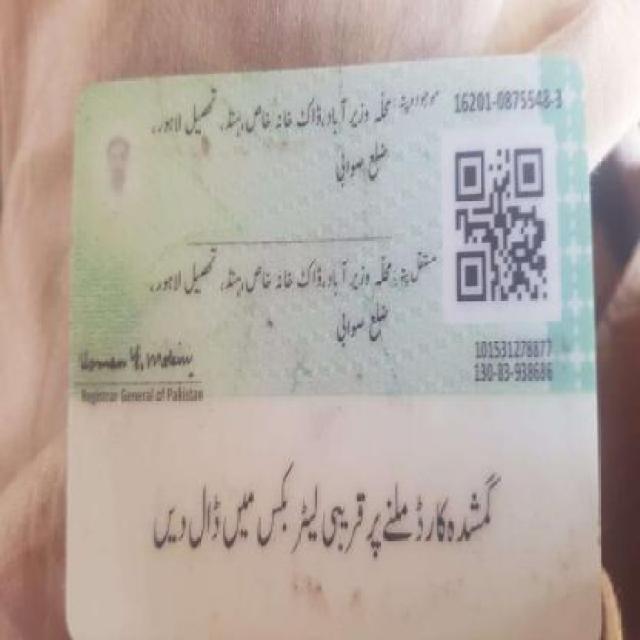 موجودہ پتہ: محلہ وزیر آباد، ڈاک خانہ خاص ہنڈ، تحصیل لاہور،
ضلع صوابی
16201-0875548-3
مستقل پتہ: محلہ وزیر آباد، ڈاک خانہ خاص ہنڈ، تحصیل لاہور،
ضلع صوابی
101531278877
130-83-938686
Registrar General of Pakistan
گمشدہ کارڈ ملنے پر قریبی لیٹر بکس میں ڈال دیں